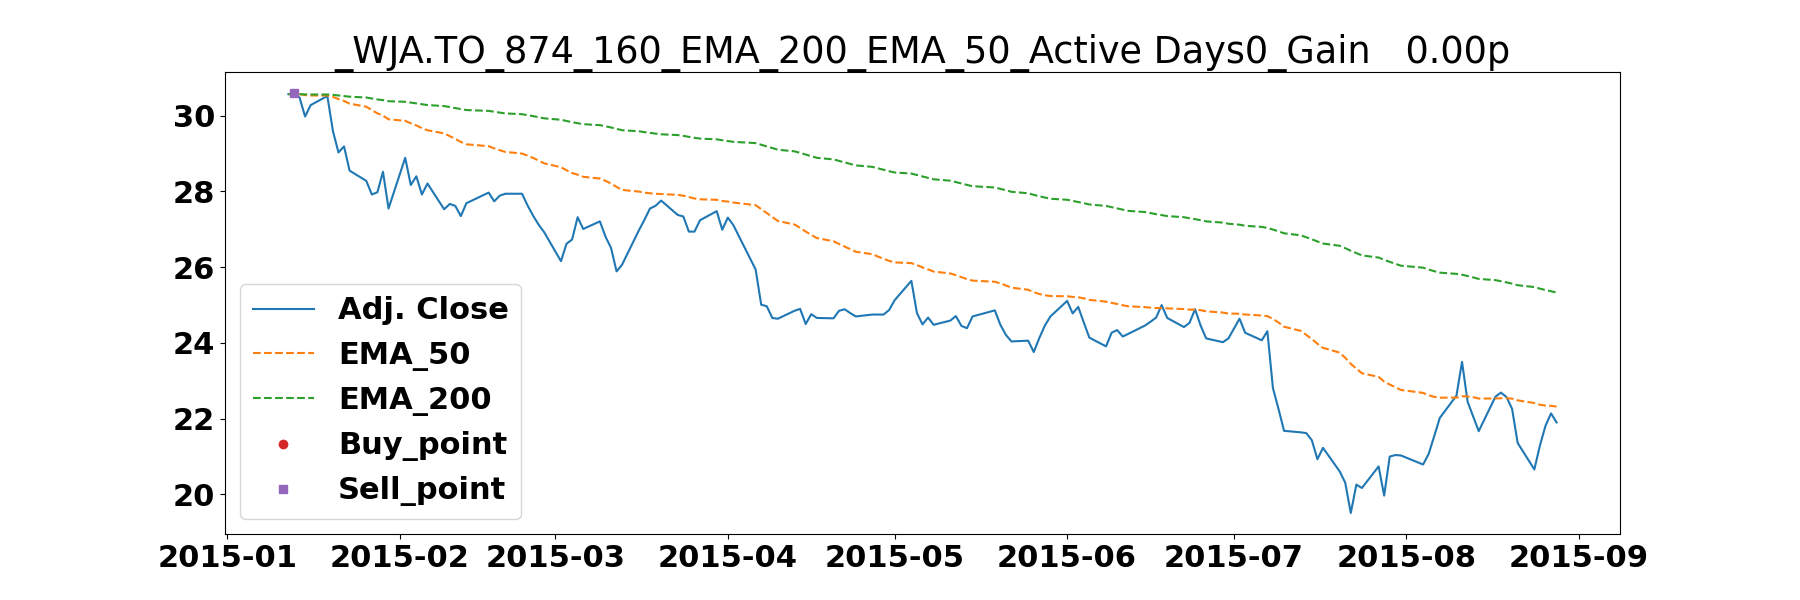 _WJA.TO_874_160_EMA_200_EMA_50_Active Days0_Gain   0.00p
30
28
26
24
22
20
Adj. Close
EMA_50
EMA_200
Buy_point
Sell_point
2015-01 2015-02 2015-03 2015-04 2015-05 2015-06 2015-07 2015-08 2015-09